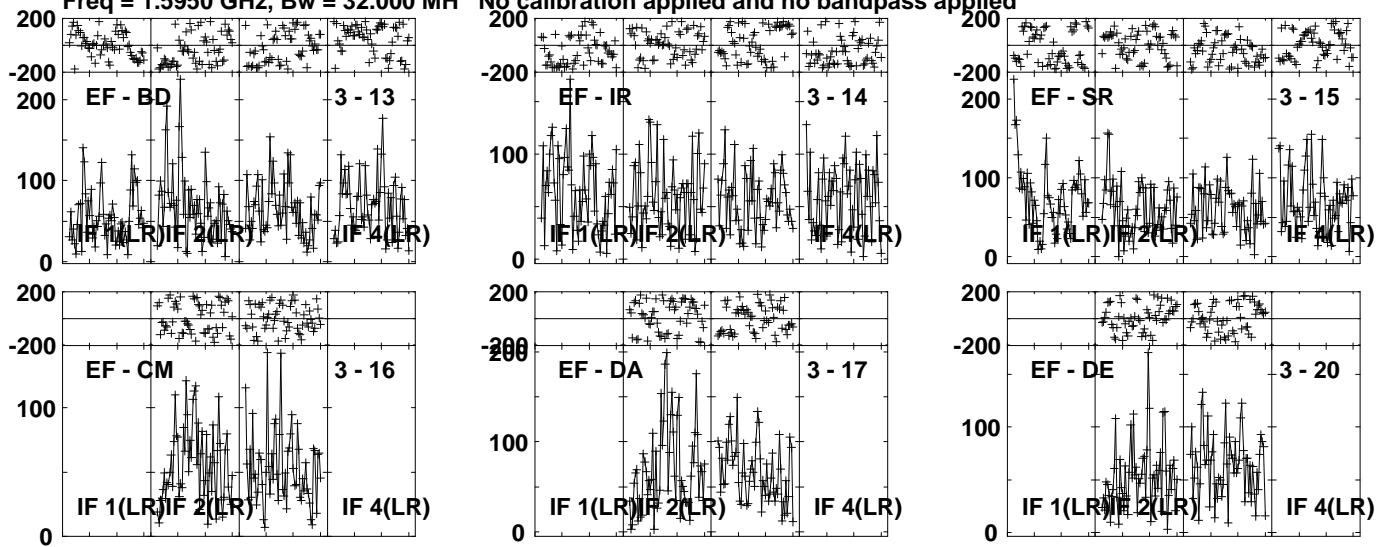 Freq = 1.5950 GHz, Bw = 32.000 MH No calibration applied and no bandpass applied
200
-200
200
100
0
EF - BD
3 - 13
IF 1(LR)
IF 2(LR)
IF 4(LR)
-200
100
0
EF - IR
3 - 14
IF 1(LR)
IF 2(LR)
IF 4(LR)
-200
200
100
0
EF - SR
3 - 15
IF 1(LR)
IF 2(LR)
IF 4(LR)
200
-200
100
0
EF - CM
3 - 16
IF 1(LR)
IF 2(LR)
IF 4(LR)
200
-200
200
100
0
EF - DA
3 - 17
IF 1(LR)
IF 2(LR)
IF 4(LR)
200
-200
100
0
EF - DE
3 - 20
IF 1(LR)
IF 2(LR)
IF 4(LR)